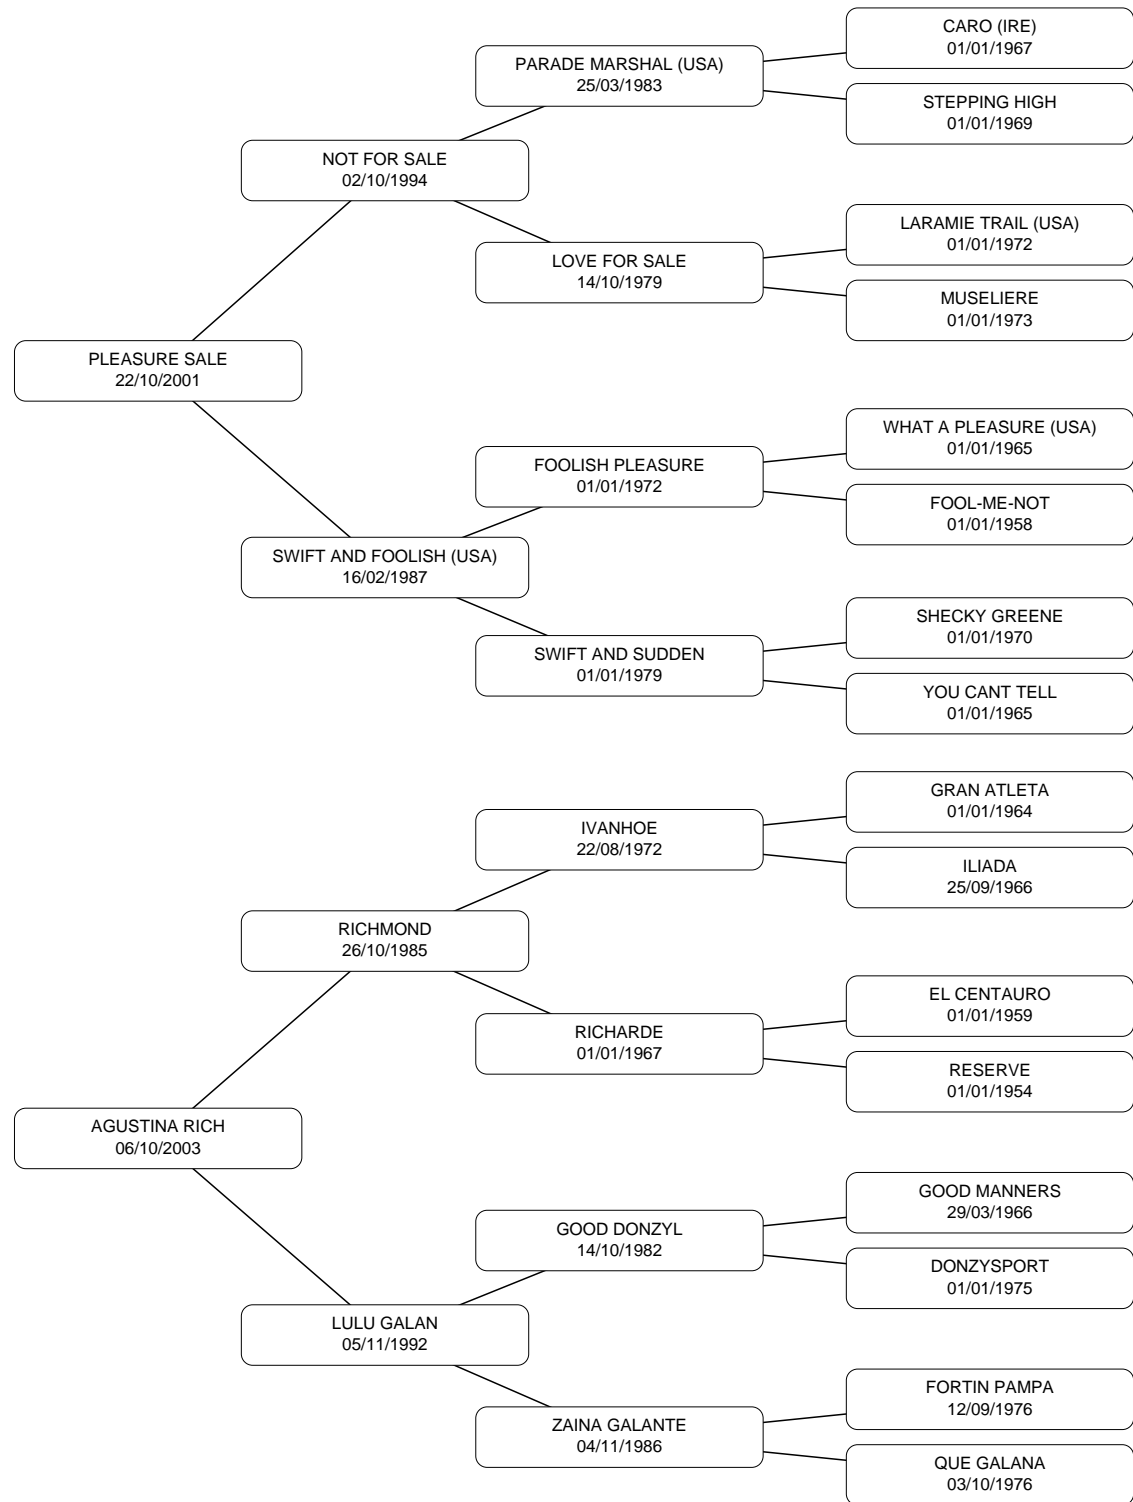 CARO (IRE)
01/01/1967
PARADE MARSHAL (USA)
25/03/1983
STEPPING HIGH
01/01/1969
NOT FOR SALE
02/10/1994
LARAMIE TRAIL (USA)
01/01/1972
LOVE FOR SALE
14/10/1979
MUSELIERE
01/01/1973
PLEASURE SALE
22/10/2001
WHAT A PLEASURE (USA)
01/01/1965
FOOLISH PLEASURE
01/01/1972
FOOL-ME-NOT
01/01/1958
SWIFT AND FOOLISH (USA)
16/02/1987
SHECKY GREENE
01/01/1970
SWIFT AND SUDDEN
01/01/1979
YOU CANT TELL
01/01/1965
GRAN ATLETA
01/01/1964
IVANHOE
22/08/1972
ILIADA
25/09/1966
RICHMOND
26/10/1985
EL CENTAURO
01/01/1959
RICHARDE
01/01/1967
RESERVE
01/01/1954
AGUSTINA RICH
06/10/2003
GOOD MANNERS
29/03/1966
GOOD DONZYL
14/10/1982
DONZYSPORT
01/01/1975
LULU GALAN
05/11/1992
FORTIN PAMPA
12/09/1976
ZAINA GALANTE
04/11/1986
QUE GALANA
03/10/1976